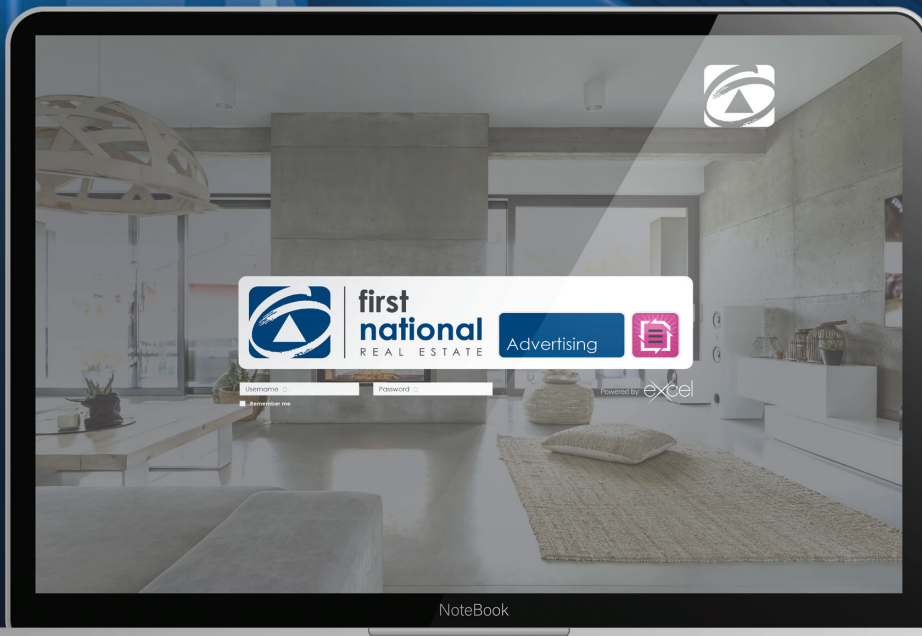 first
national
REAL ESTATE
Advertising
Username
Password
Remember me
Powered by excel
NoteBook